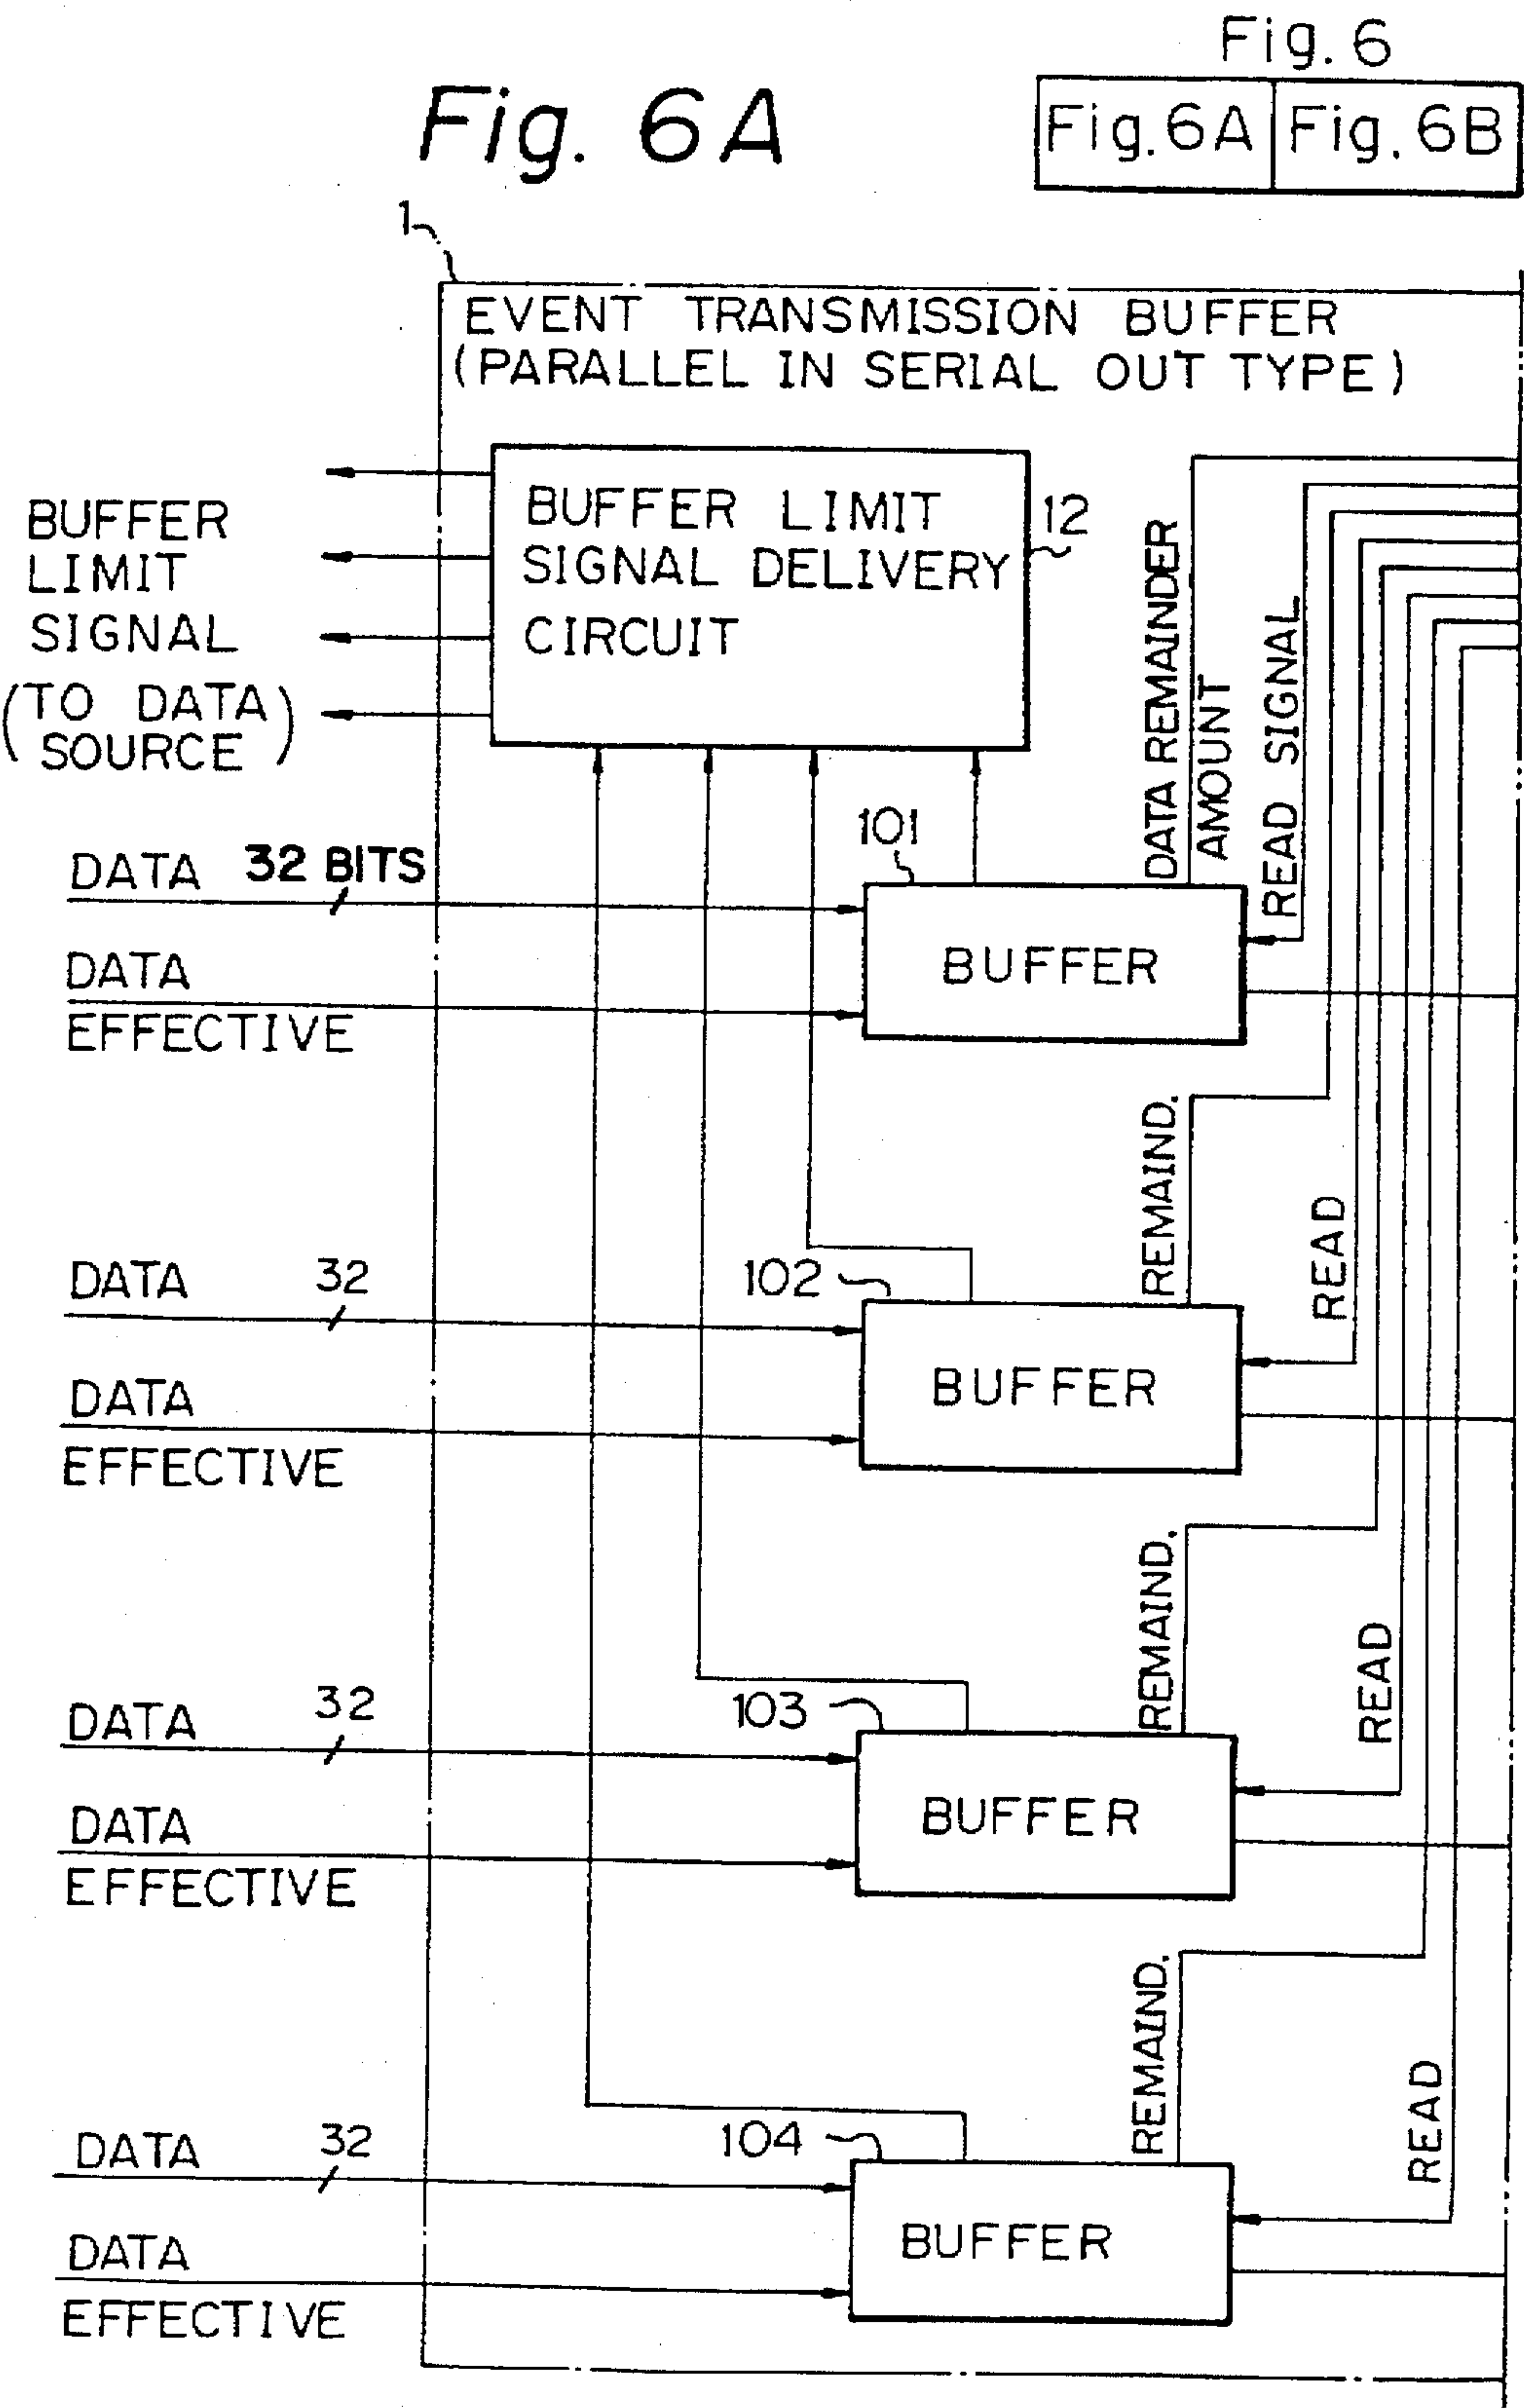 Fig. 6
Fig. 6A
Fig.6A Fig. 6B
1
EVENT TRANSMISSION BUFFER
(PARALLEL IN SERIAL OUT TYPE)
BUFFER
LIMIT
SIGNAL
(TO DATA
SOURCE)
BUFFER LIMIT
SIGNAL DELIVERY
CIRCUIT
12
DATA REMAINDER
AMOUNT
READ SIGNAL
101
DATA 32 BITS
DATA
EFFECTIVE
BUFFER
REMAIND.
READ
102
DATA 32
DATA
EFFECTIVE
BUFFER
REMAIND.
READ
103
DATA 32
DATA
EFFECTIVE
BUFFER
REMAIND.
READ
104
DATA 32
DATA
EFFECTIVE
BUFFER